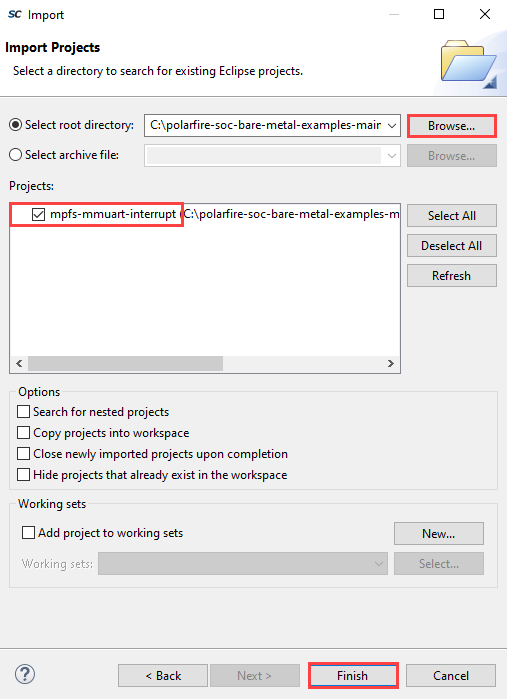 SC Import
Import Projects
Select a directory to search for existing Eclipse projects.
Select root directory: C:\polarfire-soc-bare-metal-examples-main Browse...
Select archive file: Browse...
Projects:
mpfs-mmuart-interrupt (C:\polarfire-soc-bare-metal-examples-m
Select All
Deselect All
Refresh
Options
Search for nested projects
Copy projects into workspace
Close newly imported projects upon completion
Hide projects that already exist in the workspace
Working sets
Add project to working sets New...
Working sets: Select...
? < Back Next > Finish Cancel